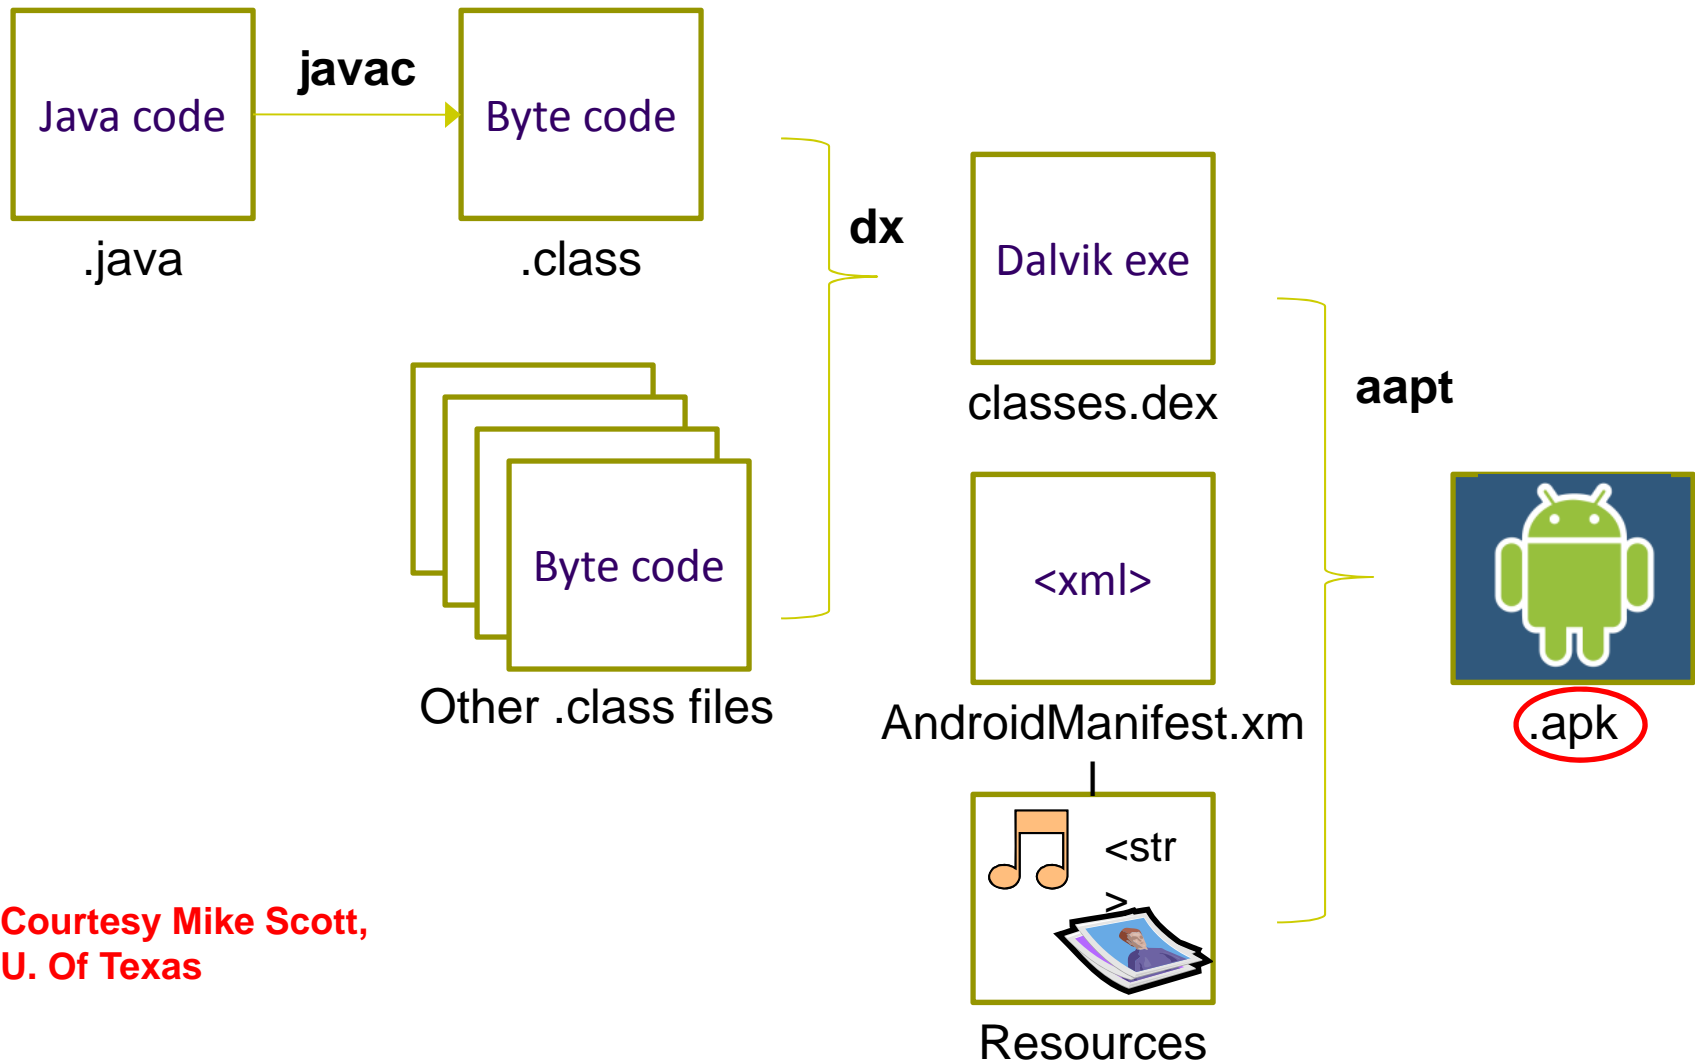 javac
Java code
Byte code
.java
.class
dx
Dalvik exe
classes.dex
aapt
Byte code
Other .class files
<xml>
AndroidManifest.xm
l
.apk
<str
>
Resources
Courtesy Mike Scott,
U. Of Texas